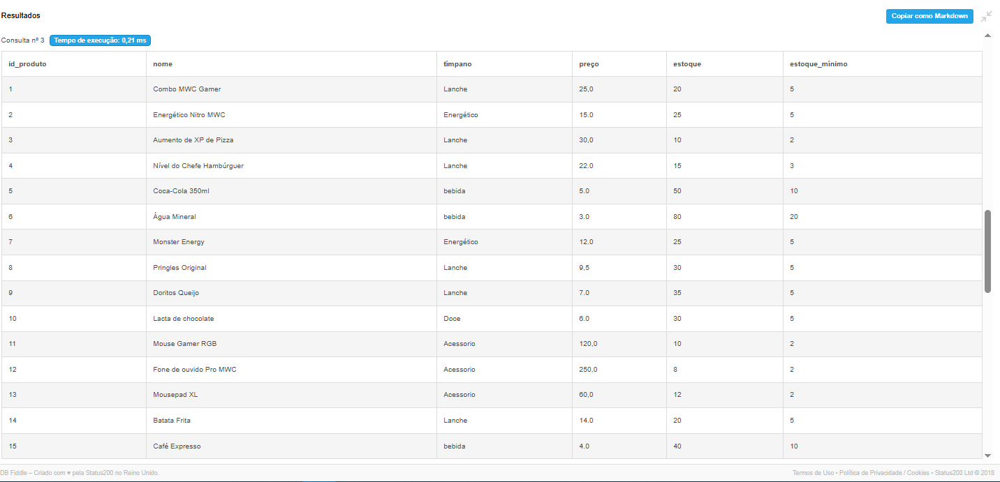 Resultados
Copiar como Markdown
Consulta nº 3 Tempo de execução: 0,21 ms
id_produto nome tímpano preço estoque estoque_mínimo
1 Combo MWC Gamer Lanche 25,0 20 5
2 Energético Nitro MWC Energético 15.0 25 5
3 Aumento de XP de Pizza Lanche 30,0 10 2
4 Nível do Chefe Hambúrguer Lanche 22.0 15 3
5 Coca-Cola 350ml bebida 5.0 50 10
6 Água Mineral bebida 3.0 80 20
7 Monster Energy Energético 12.0 25 5
8 Pringles Original Lanche 9,5 30 5
9 Doritos Queijo Lanche 7.0 35 5
10 Lacta de chocolate Doce 6.0 30 5
11 Mouse Gamer RGB Acessorio 120,0 10 2
12 Fone de ouvido Pro MWC Acessorio 250,0 8 2
13 Mousepad XL Acessorio 60,0 12 2
14 Batata Frita Lanche 14.0 20 5
15 Café Expresso bebida 4.0 40 10
DB Fiddle – Criado com ♥ pela Status200 no Reino Unido.
Termos de Uso • Política de Privacidade / Cookies • Status200 Ltd © 2018